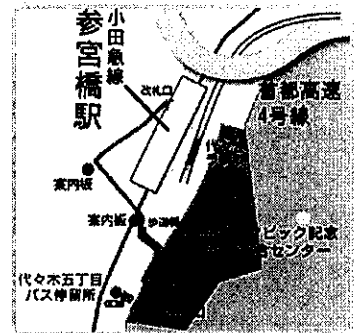 小田急線
参宮橋駅
改札口
首都高速
4号線
案内板
案内板
歩道橋
ピック記念
センター
代々木五丁目
バス停留所